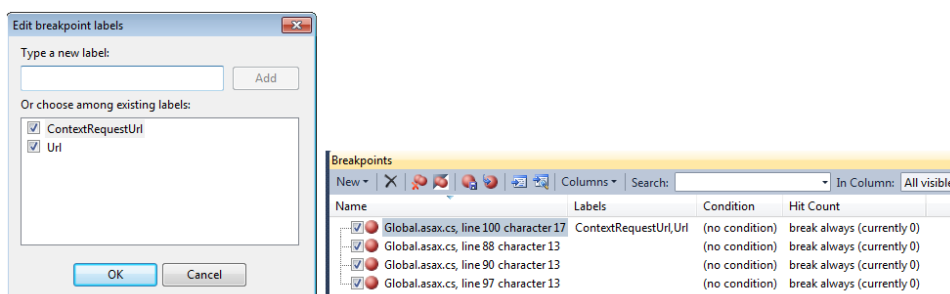 Edit breakpoint labels
Type a new label:
Add
Or choose among existing labels:
ContextRequestUrl
Url
OK Cancel
Breakpoints
New Columns Search: In Column: All visible
Name Labels Condition Hit Count
Global.asax.cs, line 100 character 17 ContextRequestUrl,Url (no condition) break always (currently 0)
Global.asax.cs, line 88 character 13 (no condition) break always (currently 0)
Global.asax.cs, line 90 character 13 (no condition) break always (currently 0)
Global.asax.cs, line 97 character 13 (no condition) break always (currently 0)